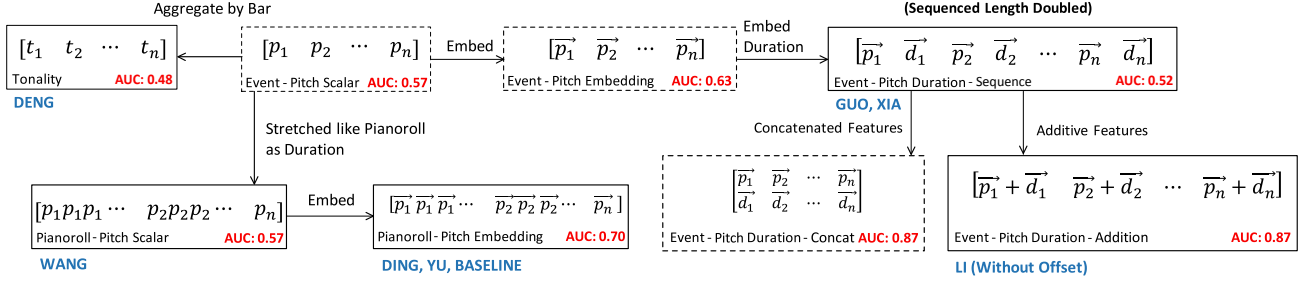 Aggregate by Bar
[t₁ t₂ ⋯ tₙ]
Tonality AUC: 0.48
DENG
[p₁ p₂ ⋯ pₙ]
Event - Pitch Scalar AUC: 0.57
Embed
[p₁⃗ p₂⃗ ⋯ pₙ⃗]
Event - Pitch Embedding AUC: 0.63
Embed
Duration
(Sequenced Length Doubled)
[p₁⃗ d₁⃗ p₂⃗ d₂⃗ ⋯ pₙ⃗ dₙ⃗]
Event - Pitch Duration - Sequence AUC: 0.52
GUO, XIA
Stretched like Pianoroll
as Duration
Concatenated Features
Additive Features
[p₁p₁p₁ ⋯ p₂p₂p₂ ⋯ pₙ]
Pianoroll - Pitch Scalar AUC: 0.57
WANG
Embed
[p₁⃗ p₁⃗ p₁⃗ ⋯ p₂⃗ p₂⃗ p₂⃗ ⋯ pₙ⃗]
Pianoroll - Pitch Embedding AUC: 0.70
DING, YU, BASELINE
[p₁⃗ p₂⃗ ⋯ pₙ⃗
d₁⃗ d₂⃗ ⋯ dₙ⃗]
Event - Pitch Duration - Concat AUC: 0.87
[p₁⃗ + d₁⃗ p₂⃗ + d₂⃗ ⋯ pₙ⃗ + dₙ⃗]
Event - Pitch Duration - Addition AUC: 0.87
LI (Without Offset)